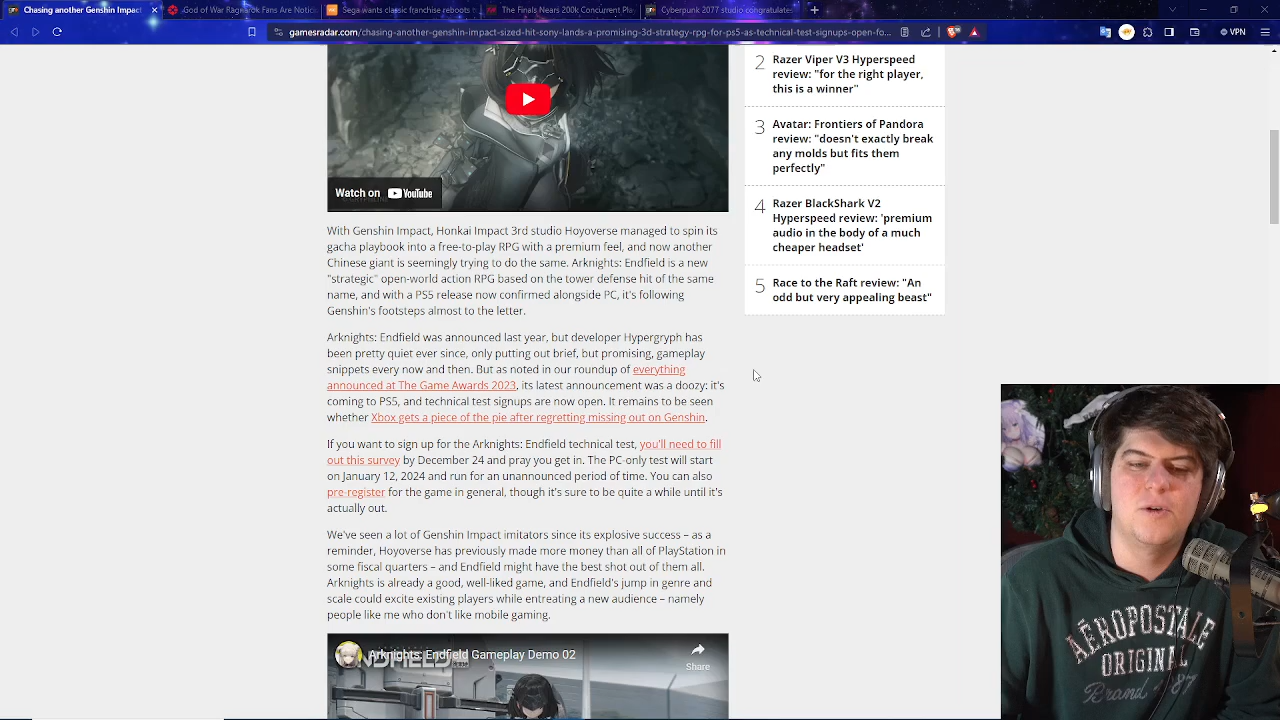 Chasing another Genshin Impact
God of War Ragnarok Fans Are Notic
Sega wants classic franchise reboots t
The Finals Nears 200k Concurrent Pl
Cyberpunk 2077 studio congratulates
gamesradar.com/chasing-another-genshin-impact-sized-hit-sony-lands-a-promising-3d-strategy-rpg-for-ps5-as-technical-test-signups-open-fo...
VPN
Watch on YouTube
With Genshin Impact, Honkai Impact 3rd studio Hoyoverse managed to spin its
gacha playbook into a free-to-play RPG with a premium feel, and now another
Chinese giant is seemingly trying to do the same. Arknights: Endfield is a new
"strategic" open-world action RPG based on the tower defense hit of the same
name, and with a PS5 release now confirmed alongside PC, it's following
Genshin's footsteps almost to the letter.
Arknights: Endfield was announced last year, but developer Hypergryph has
been pretty quiet ever since, only putting out brief, but promising, gameplay
snippets every now and then. But as noted in our roundup of everything
announced at The Game Awards 2023, its latest announcement was a doozy: it's
coming to PS5, and technical test signups are now open. It remains to be seen
whether Xbox gets a piece of the pie after regretting missing out on Genshin.
If you want to sign up for the Arknights: Endfield technical test, you'll need to fill
out this survey by December 24 and pray you get in. The PC-only test will start
on January 12, 2024 and run for an unannounced period of time. You can also
pre-register for the game in general, though it's sure to be quite a while until it's
actually out.
We've seen a lot of Genshin Impact imitators since its explosive success – as a
reminder, Hoyoverse has previously made more money than all of PlayStation in
some fiscal quarters – and Endfield might have the best shot out of them all.
Arknights is already a good, well-liked game, and Endfield's jump in genre and
scale could excite existing players while entreating a new audience – namely
people like me who don't like mobile gaming.
Arknights: Endfield Gameplay Demo 02
Share
2
Razer Viper V3 Hyperspeed
review: "for the right player,
this is a winner"
3
Avatar: Frontiers of Pandora
review: "doesn't exactly break
any molds but fits them
perfectly"
4
Razer BlackShark V2
Hyperspeed review: 'premium
audio in the body of a much
cheaper headset'
5
Race to the Raft review: "An
odd but very appealing beast"
AÉROPOSTALE
ORIGINAL
Brand 1987